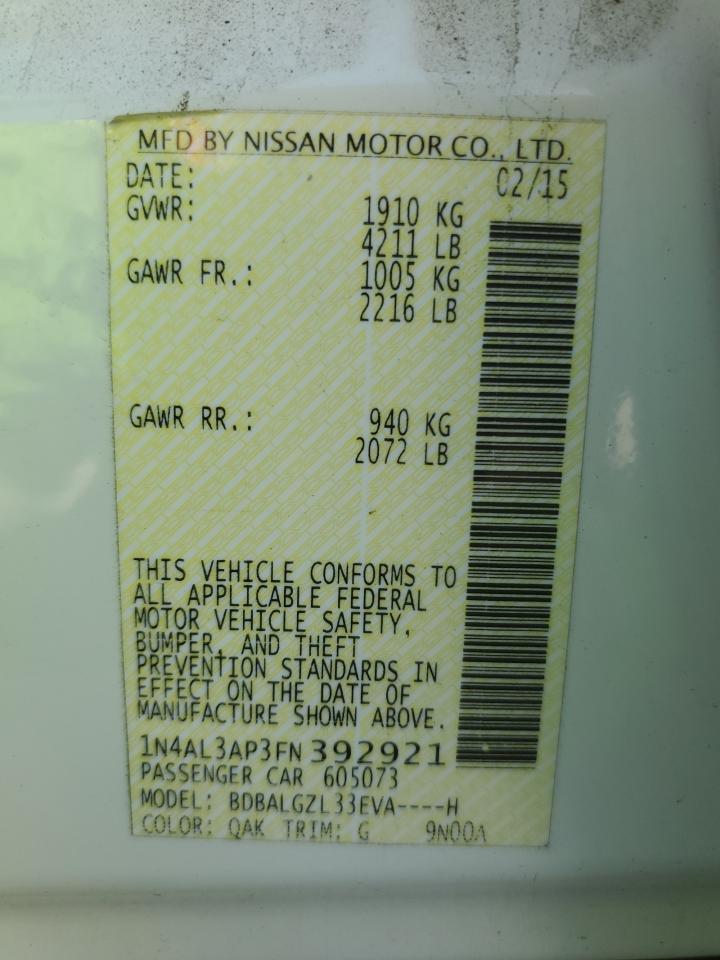 MFD BY NISSAN MOTOR CO., LTD.
DATE: 02/15
GVWR: 1910 KG
4211 LB
GAWR FR.: 1005 KG
2216 LB
GAWR RR.: 940 KG
2072 LB
THIS VEHICLE CONFORMS TO
ALL APPLICABLE FEDERAL
MOTOR VEHICLE SAFETY,
BUMPER, AND THEFT
PREVENTION STANDARDS IN
EFFECT ON THE DATE OF
MANUFACTURE SHOWN ABOVE.
1N4AL3AP3FN392921
PASSENGER CAR 605073
MODEL: BDBALGZL33EVA----H
COLOR: QAK TRIM: G 9N00A